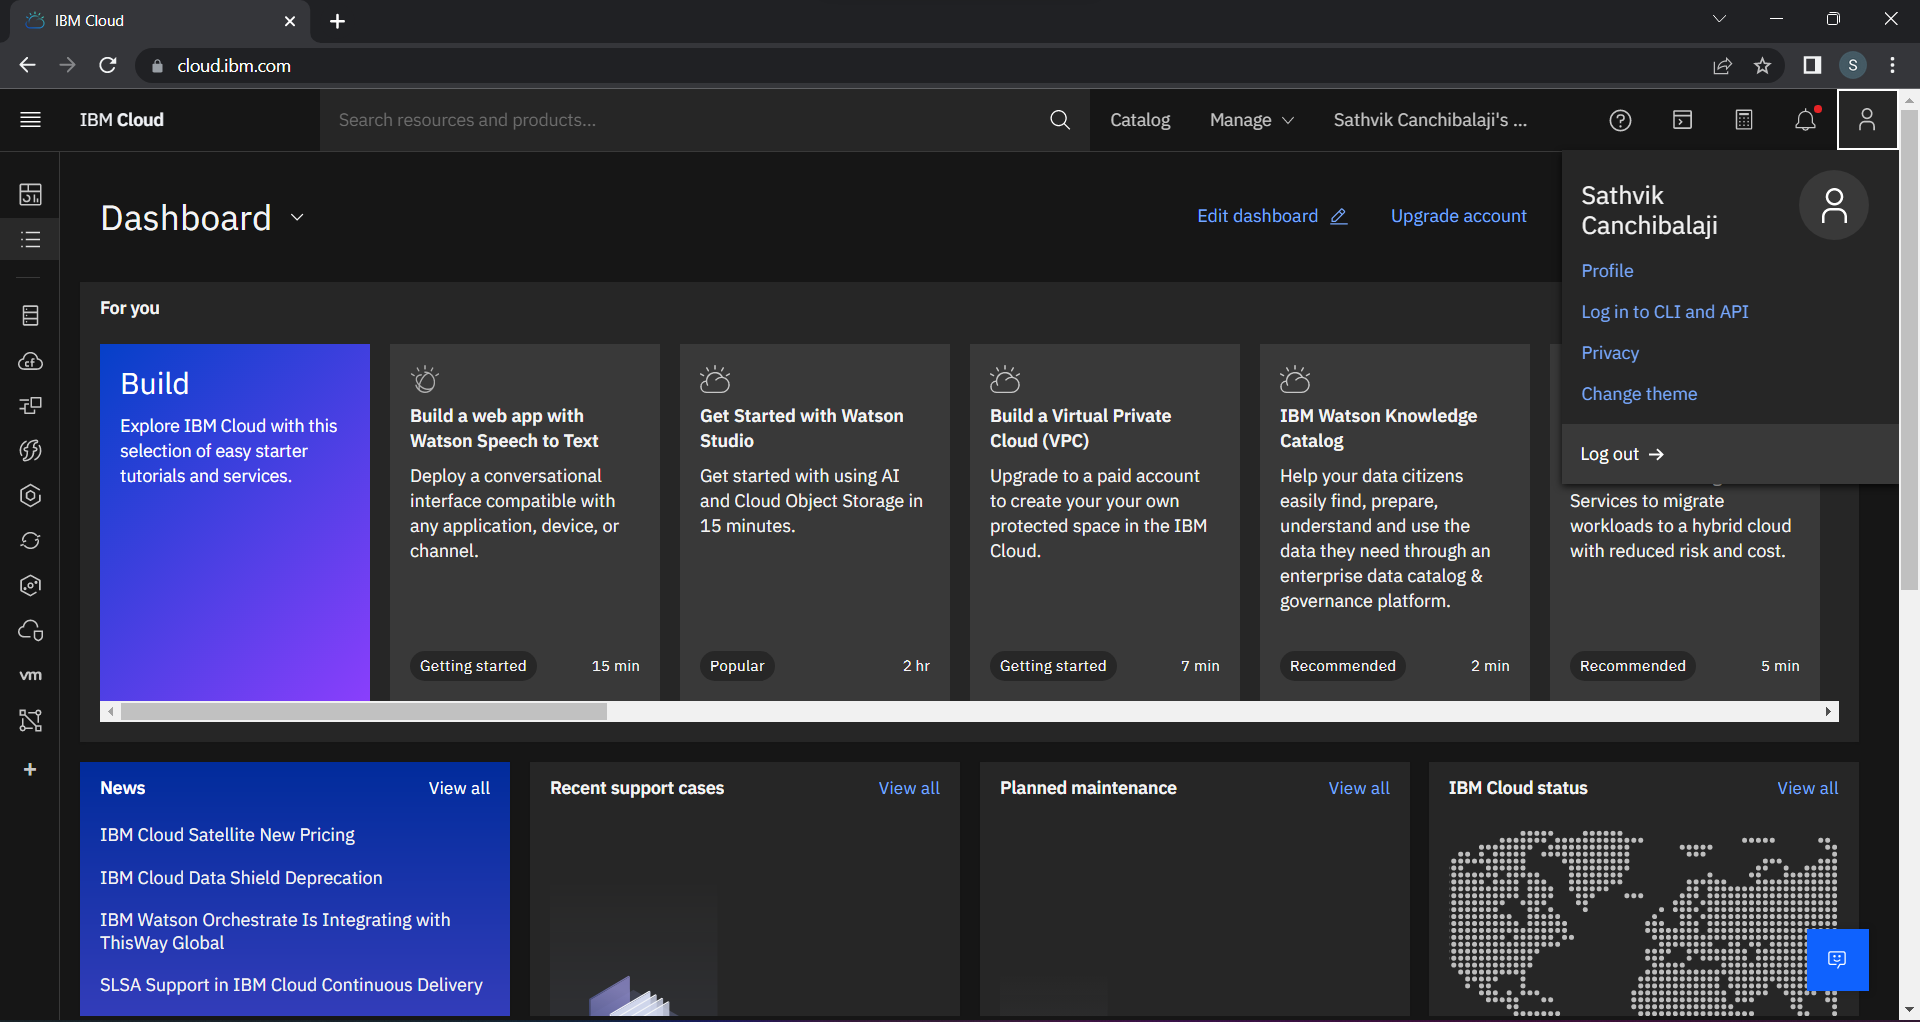 IBM Cloud
cloud.ibm.com
S
IBM Cloud
Search resources and products...
Catalog
Manage
Sathvik Canchibalaji's ...
Dashboard
Edit dashboard
Upgrade account
Sathvik
Canchibalaji
Profile
Log in to CLI and API
Privacy
Change theme
Log out
For you
Build
Explore IBM Cloud with this
selection of easy starter
tutorials and services.
Build a web app with
Watson Speech to Text
Deploy a conversational
interface compatible with
any application, device, or
channel.
Getting started
15 min
Get Started with Watson
Studio
Get started with using AI
and Cloud Object Storage in
15 minutes.
Popular
2 hr
Build a Virtual Private
Cloud (VPC)
Upgrade to a paid account
to create your your own
protected space in the IBM
Cloud.
Getting started
7 min
IBM Watson Knowledge
Catalog
Help your data citizens
easily find, prepare,
understand and use the
data they need through an
enterprise data catalog &
governance platform.
Recommended
2 min
Services to migrate
workloads to a hybrid cloud
with reduced risk and cost.
Recommended
5 min
cf
vm
News
View all
IBM Cloud Satellite New Pricing
IBM Cloud Data Shield Deprecation
IBM Watson Orchestrate Is Integrating with
ThisWay Global
SLSA Support in IBM Cloud Continuous Delivery
Recent support cases
View all
Planned maintenance
View all
IBM Cloud status
View all